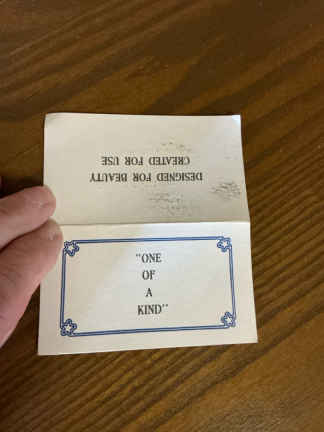 DESIGNED FOR BEAUTY
CREATED FOR USE
"ONE
OF
A
KIND"